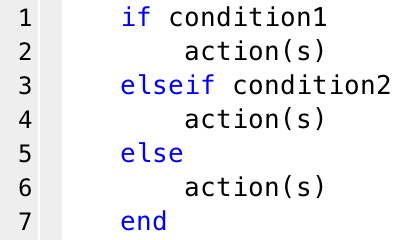 1 if condition1
2 action(s)
3 elseif condition2
4 action(s)
5 else
6 action(s)
7 end